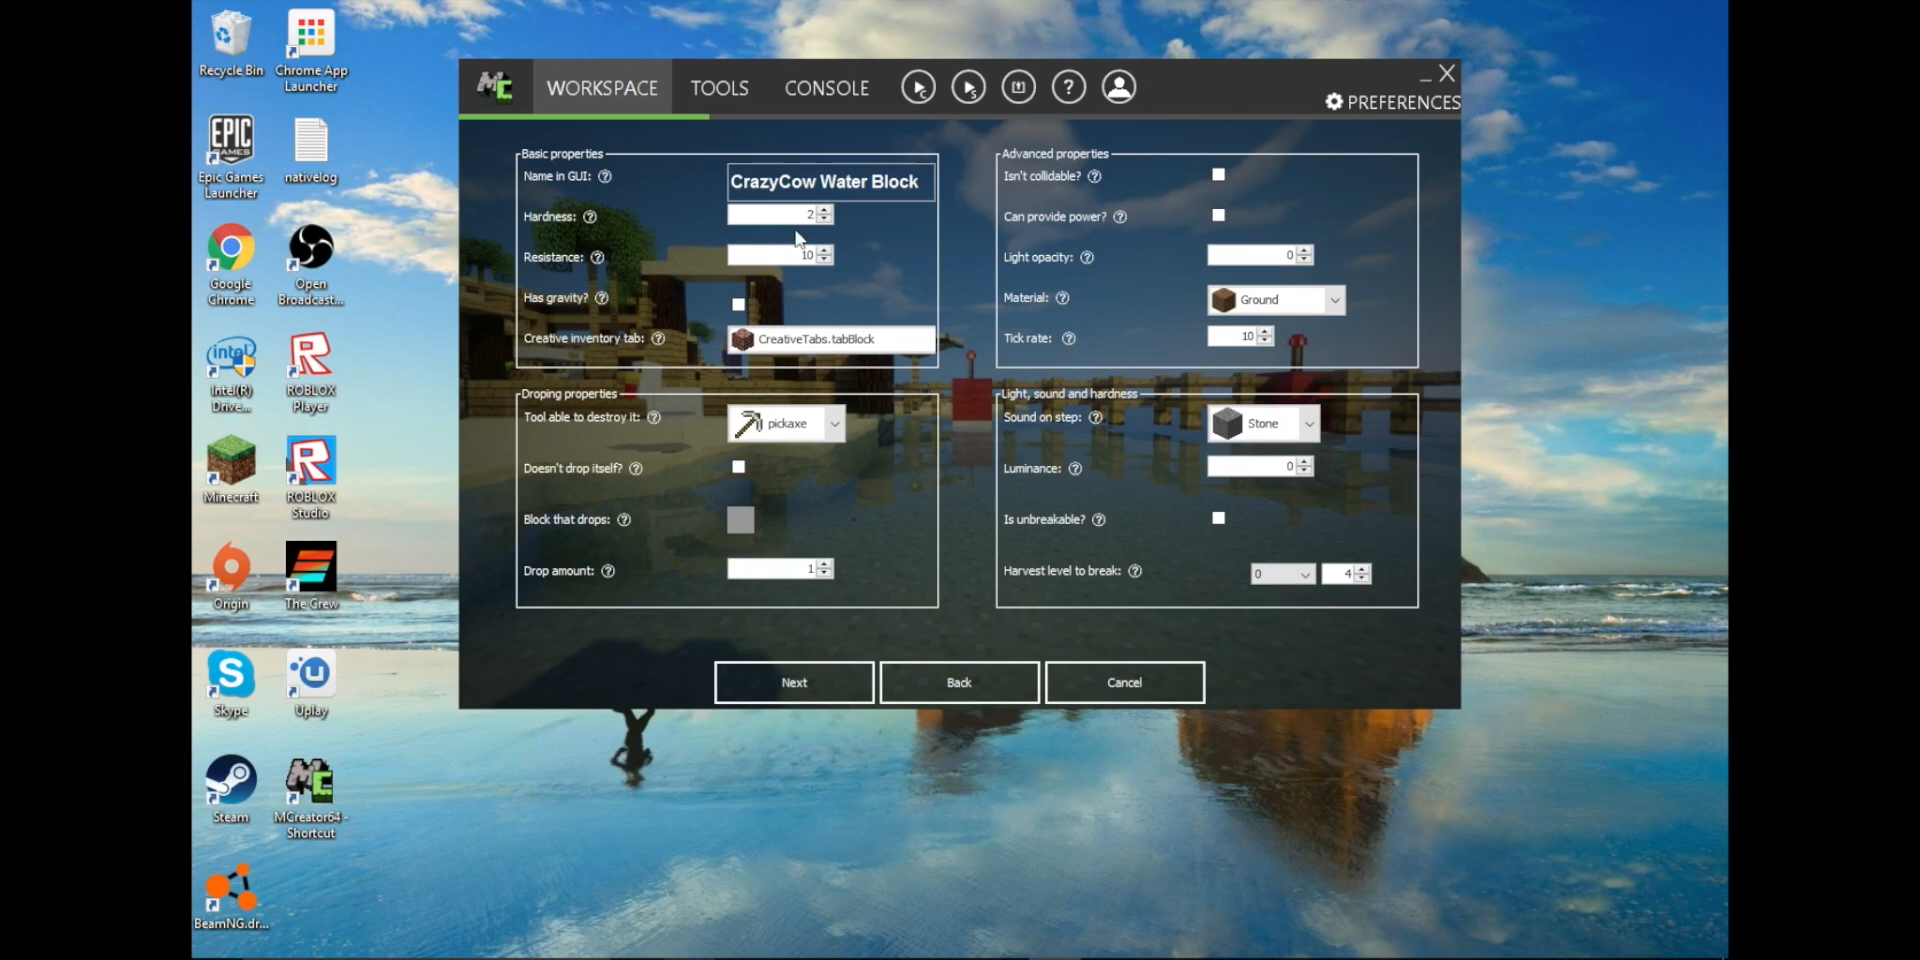 Recycle Bin
Chrome App
Launcher
EPIC
GAMES
Epic Games
Launcher
nativelog
Google
Chrome
Open
Broadcast...
intel
Intel(R)
Drive...
ROBLOX
Player
Minecraft
ROBLOX
Studio
Origin
The Crew
Skype
Uplay
Steam
MCreator64 -
Shortcut
BeamNG.dr...
WORKSPACE
TOOLS
CONSOLE
PREFERENCES
Basic properties
Name in GUI: ?
CrazyCow Water Block
Hardness: ?
2
Resistance: ?
10
Has gravity? ?
Creative inventory tab: ?
CreativeTabs.tabBlock
Advanced properties
Isn't collidable? ?
Can provide power? ?
Light opacity: ?
0
Material: ?
Ground
Tick rate: ?
10
Droping properties
Tool able to destroy it: ?
pickaxe
Doesn't drop itself? ?
Block that drops: ?
Drop amount: ?
1
Light, sound and hardness
Sound on step: ?
Stone
Luminance: ?
0
Is unbreakable? ?
Harvest level to break: ?
0
4
Next
Back
Cancel